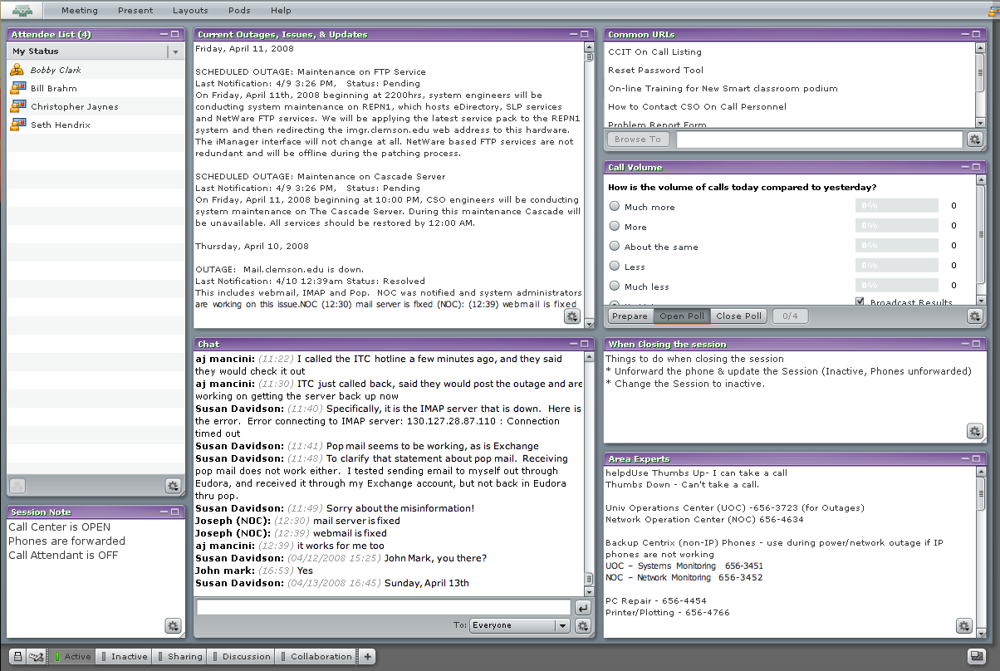 Meeting Present Layouts Pods Help
Attendee List (4)
My Status
Bobby Clark
Bill Brahm
Christopher Jaynes
Seth Hendrix
Session Note
Call Center is OPEN
Phones are forwarded
Call Attendant is OFF
Current Outages, Issues, & Updates
Friday, April 11, 2008
SCHEDULED OUTAGE: Maintenance on FTP Service
Last Notification: 4/9 3:26 PM, Status: Pending
On Friday, April 11th, 2008 beginning at 2200hrs, system engineers will be
conducting system maintenance on REPN1, which hosts eDirectory, SLP services
and NetWare FTP services. We will be applying the latest service pack to the REPN1
system and then redirecting the imgr.clemson.edu web address to this hardware.
The iManager interface will not change at all. NetWare based FTP services are not
redundant and will be offline during the patching process.
SCHEDULED OUTAGE: Maintenance on Cascade Server
Last Notification: 4/9 3:26 PM, Status: Pending
On Friday, April 11, 2008 beginning at 10:00 PM, CSO engineers will be conducting
system maintenance on The Cascade Server. During this maintenance Cascade will
be unavailable. All services should be restored by 12:00 AM.
Thursday, April 10, 2008
OUTAGE: Mail.clemson.edu is down.
Last Notification: 4/10 12:39am Status: Resolved
This includes webmail, IMAP and Pop. NOC was notified and system administrators
are working on this issue.NOC (12:30) mail server is fixed (NOC): (12:39) webmail is fixed
Chat
aj mancini: (11:22) I called the ITC hotline a few minutes ago, and they said
they would check it out
aj mancini: (11:30) ITC just called back, said they would post the outage and are
working on getting the server back up now
Susan Davidson: (11:40) Specifically, it is the IMAP server that is down. Here is
the error. Error connecting to IMAP server: 130.127.28.87.110 : Connection
timed out
Susan Davidson: (11:41) Pop mail seems to be working, as is Exchange
Susan Davidson: (11:48) To clarify that statement about pop mail. Receiving
pop mail does not work either. I tested sending email to myself out through
Eudora, and received it through my Exchange account, but not back in Eudora
thru pop.
Susan Davidson: (11:49) Sorry about the misinformation!
Joseph (NOC): (12:30) mail server is fixed
Joseph (NOC): (12:39) webmail is fixed
aj mancini: (12:39) it works for me too
Susan Davidson: (04/12/2008 15:25) John Mark, you there?
John mark: (16:53) Yes
Susan Davidson: (04/13/2008 16:45) Sunday, April 13th
To: Everyone
Common URLs
CCIT On Call Listing
Reset Password Tool
On-line Training for New Smart classroom podium
How to Contact CSO On Call Personnel
Problem Report Form
Browse To
Call Volume
How is the volume of calls today compared to yesterday?
Much more 0% 0
More 0% 0
About the same 0% 0
Less 0% 0
Much less 0% 0
Broadcast Results
Prepare Open Poll Close Poll 0/4
When Closing the session
Things to do when closing the session
* Unforward the phone & update the Session (Inactive, Phones unforwarded)
* Change the Session to inactive.
Area Experts
helpdUse Thumbs Up- I can take a call
Thumbs Down - Can't take a call.
Univ Operations Center (UOC) -656-3723 (for Outages)
Network Operation Center (NOC) 656-4634
Backup Centrix (non-IP) Phones - use during power/network outage if IP
phones are not working
UOC – Systems Monitoring 656-3451
NOC – Network Monitoring 656-3452
PC Repair - 656-4454
Printer/Plotting - 656-4766
Active Inactive Sharing Discussion Collaboration +